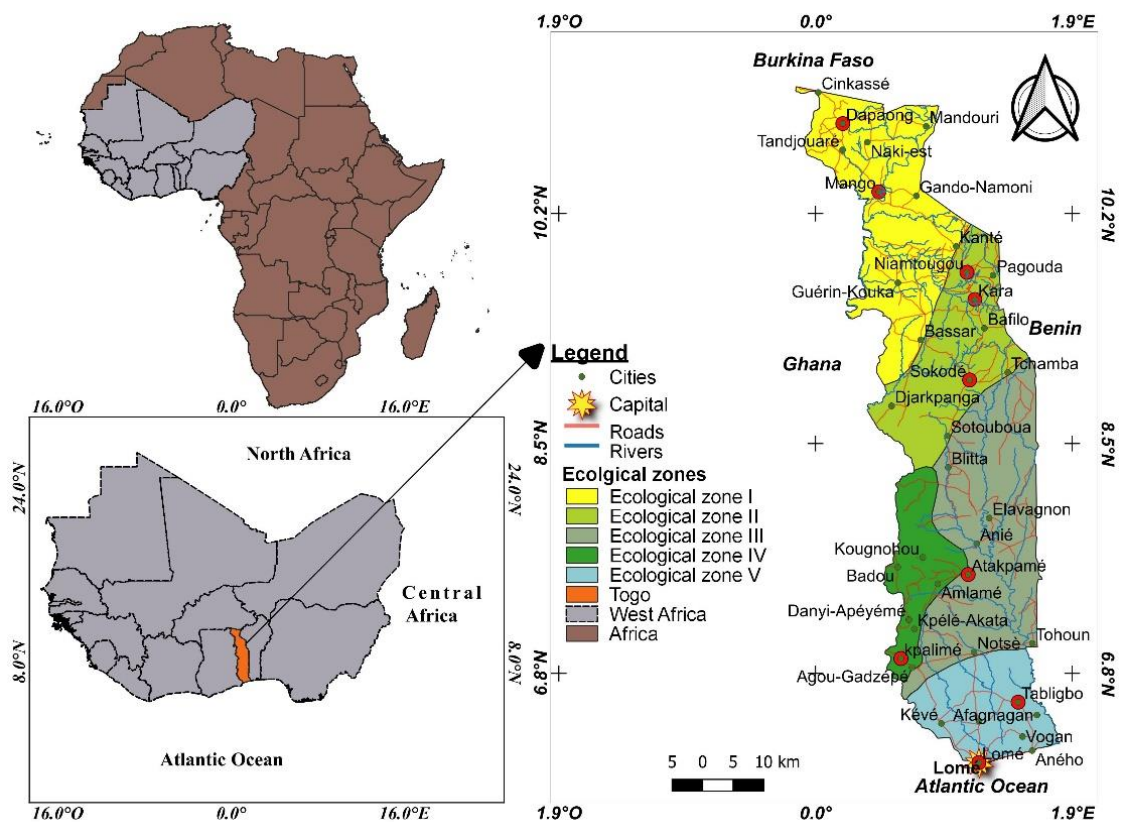 1.9°O 0.0° 1.9°E
Burkina Faso
Cinkassé
Dapaong
Mandouri
Tandjouaré
Naki-est
Mango
Gando-Namoni
10.2°N
10.2°N
Kanté
Niamtougou
Pagouda
Guérin-Kouka
Kara
Bafilo
Bassar
Benin
Ghana
Tchamba
Sokodé
Djarkpanga
Sotouboua
8.5°N
8.5°N
Blitta
Elavagnon
Anié
Kougnohou
Atakpamé
Badou
Amlamé
Danyi-Apéyémé
Kpélé-Akata
Tohoun
Notsè
kpalimé
6.8°N
6.8°N
Agou-Gadzépé
Tabligbo
Kévé
Afagnagan
Vogan
Lomé
Aného
Lomé
Atlantic Ocean
1.9°O 0.0° 1.9°E
Legend
Cities
Capital
Roads
Rivers
Ecolgical zones
Ecological zone I
Ecological zone II
Ecological zone III
Ecological zone IV
Ecological zone V
Togo
West Africa
Africa
5 0 5 10 km
16.0°O 0.0° 16.0°E
North Africa
24.0°N
24.0°N
Central
Africa
8.0°N
8.0°N
Atlantic Ocean
16.0°O 0.0° 16.0°E